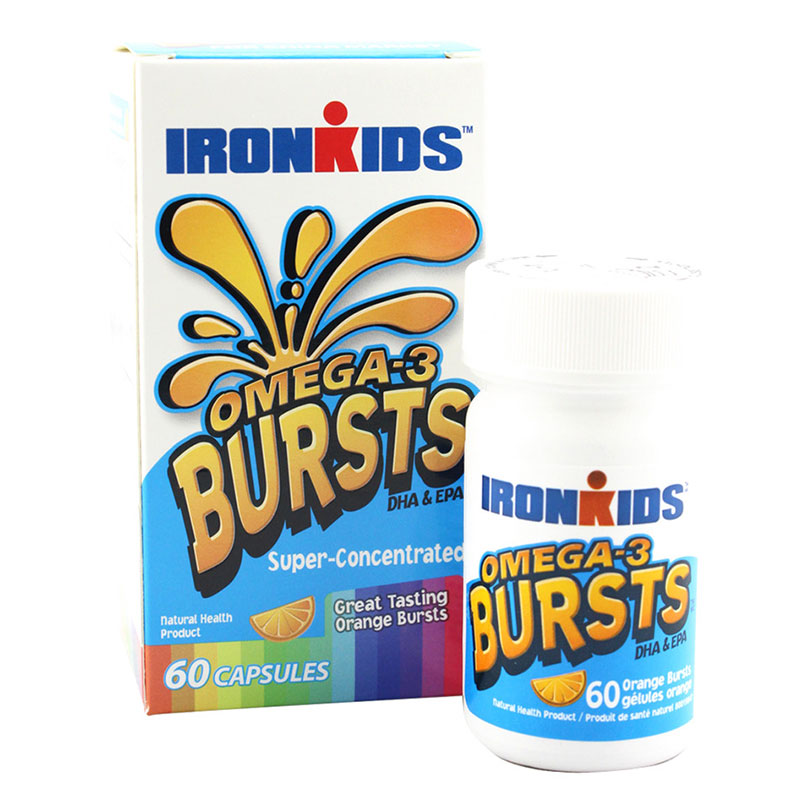 IRONKIDS™
OMEGA-3
BURSTS
DHA & EPA
Super-Concentrated
Natural Health
Product
Great Tasting
Orange Bursts
60 CAPSULES
IRONKIDS
OMEGA-3
BURSTS
DHA & EPA
60 Orange Bursts
gélules orange
Natural Health Product / Produit de santé naturel